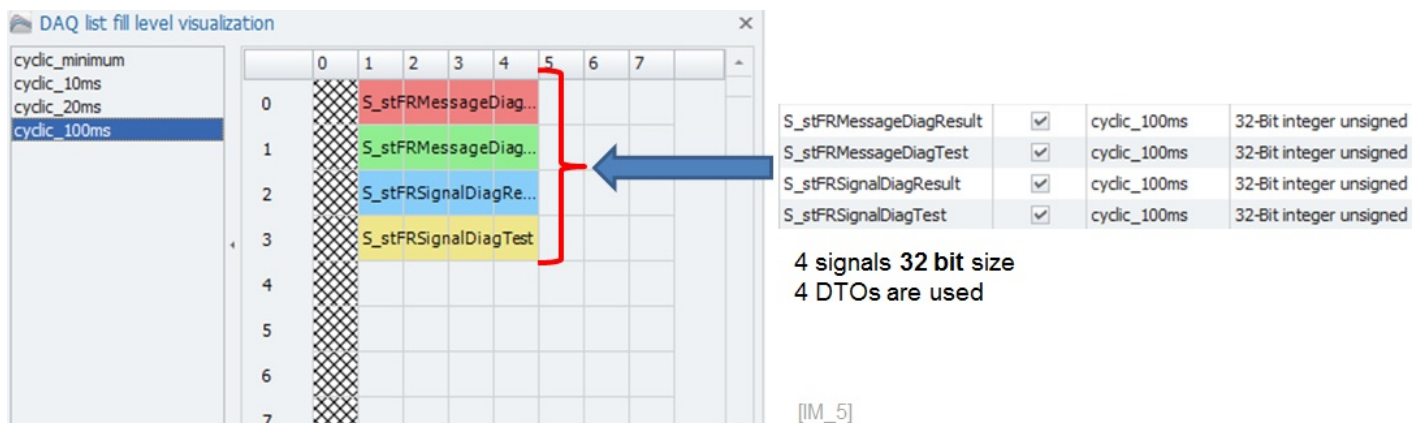 DAQ list fill level visualization
cyclic_minimum
cyclic_10ms
cyclic_20ms
cyclic_100ms
0 1 2 3 4 5 6 7
0 S_stFRMessageDiag...
1 S_stFRMessageDiag...
2 S_stFRSignalDiagRe...
3 S_stFRSignalDiagTest
4
5
6
7
S_stFRMessageDiagResult cyclic_100ms 32-Bit integer unsigned
S_stFRMessageDiagTest cyclic_100ms 32-Bit integer unsigned
S_stFRSignalDiagResult cyclic_100ms 32-Bit integer unsigned
S_stFRSignalDiagTest cyclic_100ms 32-Bit integer unsigned
4 signals 32 bit size
4 DTOs are used
[IM_5]